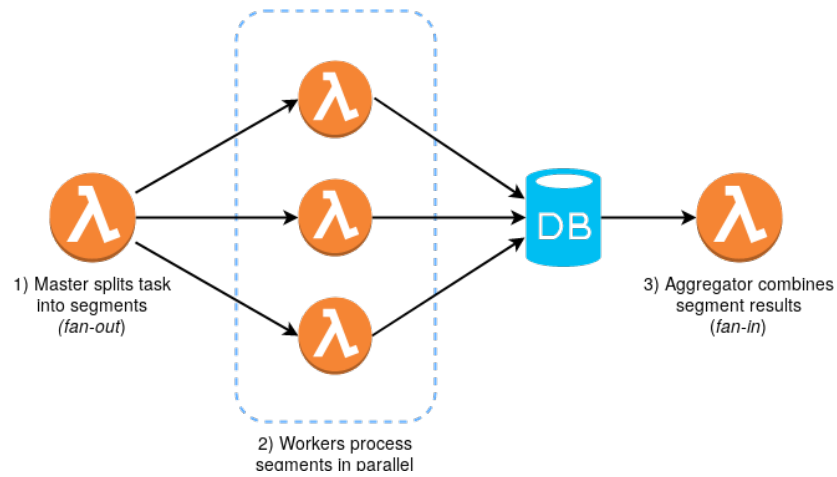 1) Master splits task
into segments
(fan-out)
2) Workers process
segments in parallel
DB
3) Aggregator combines
segment results
(fan-in)
λ
λ
λ
λ
λ